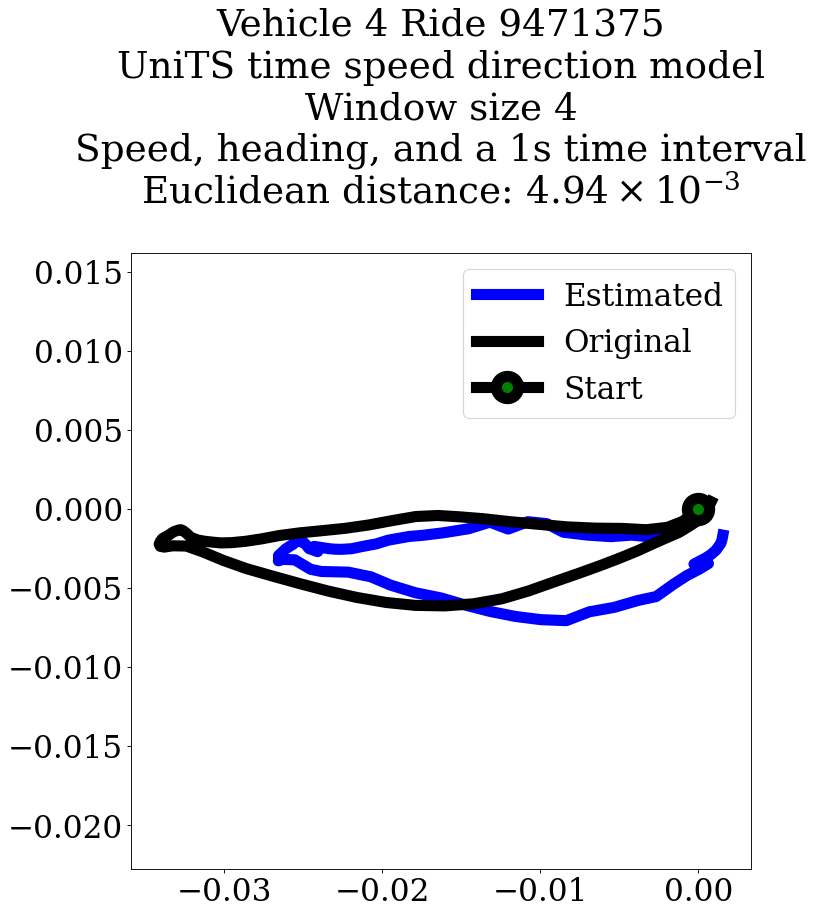 Vehicle 4 Ride 9471375
UniTS time speed direction model
Window size 4
Speed, heading, and a 1s time interval
Euclidean distance: 4.94 × 10⁻³
Estimated
Original
Start
0.015
0.010
0.005
0.000
−0.005
−0.010
−0.015
−0.020
−0.03
−0.02
−0.01
0.00